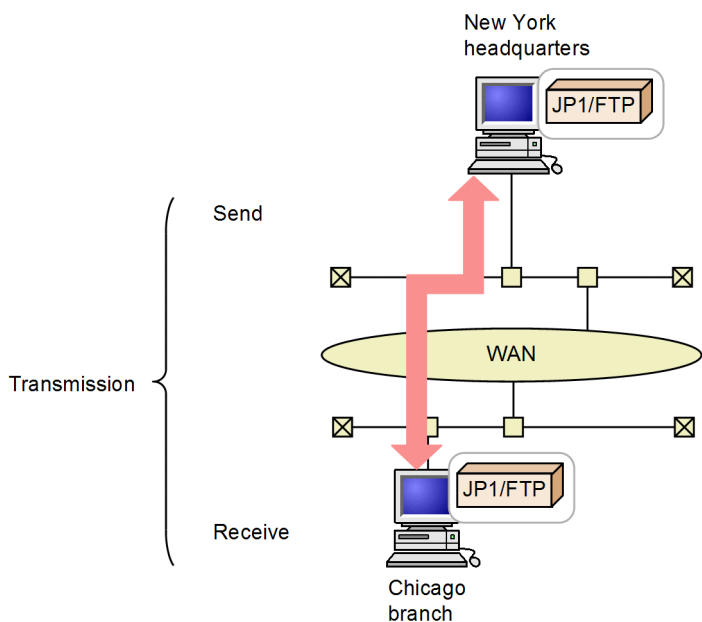 New York
headquarters
JP1/FTP
Send
WAN
Transmission
JP1/FTP
Receive
Chicago
branch